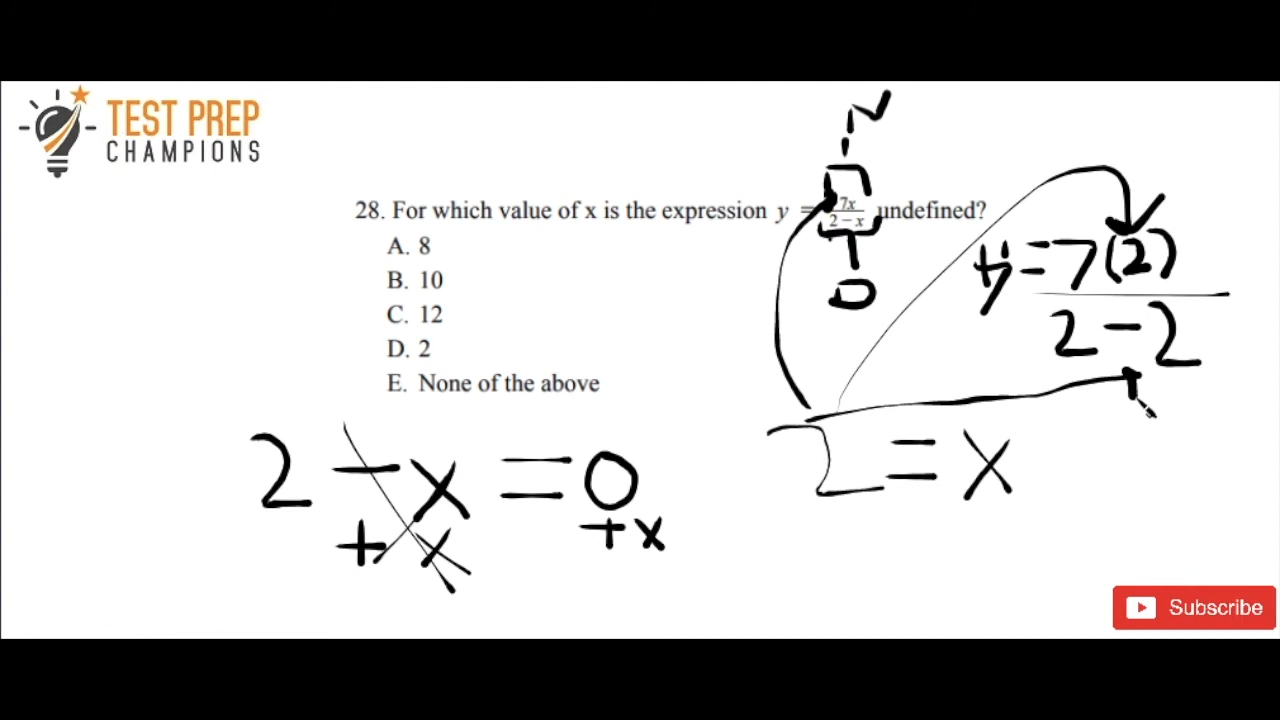 TEST PREP
CHAMPIONS
N
28. For which value of x is the expression y = 7x / 2 − x undefined?
A. 8
B. 10
C. 12
D. 2
E. None of the above
D
y = 7(2)
2 − 2
2 − x = 0
+ x + x
2 = x
Subscribe